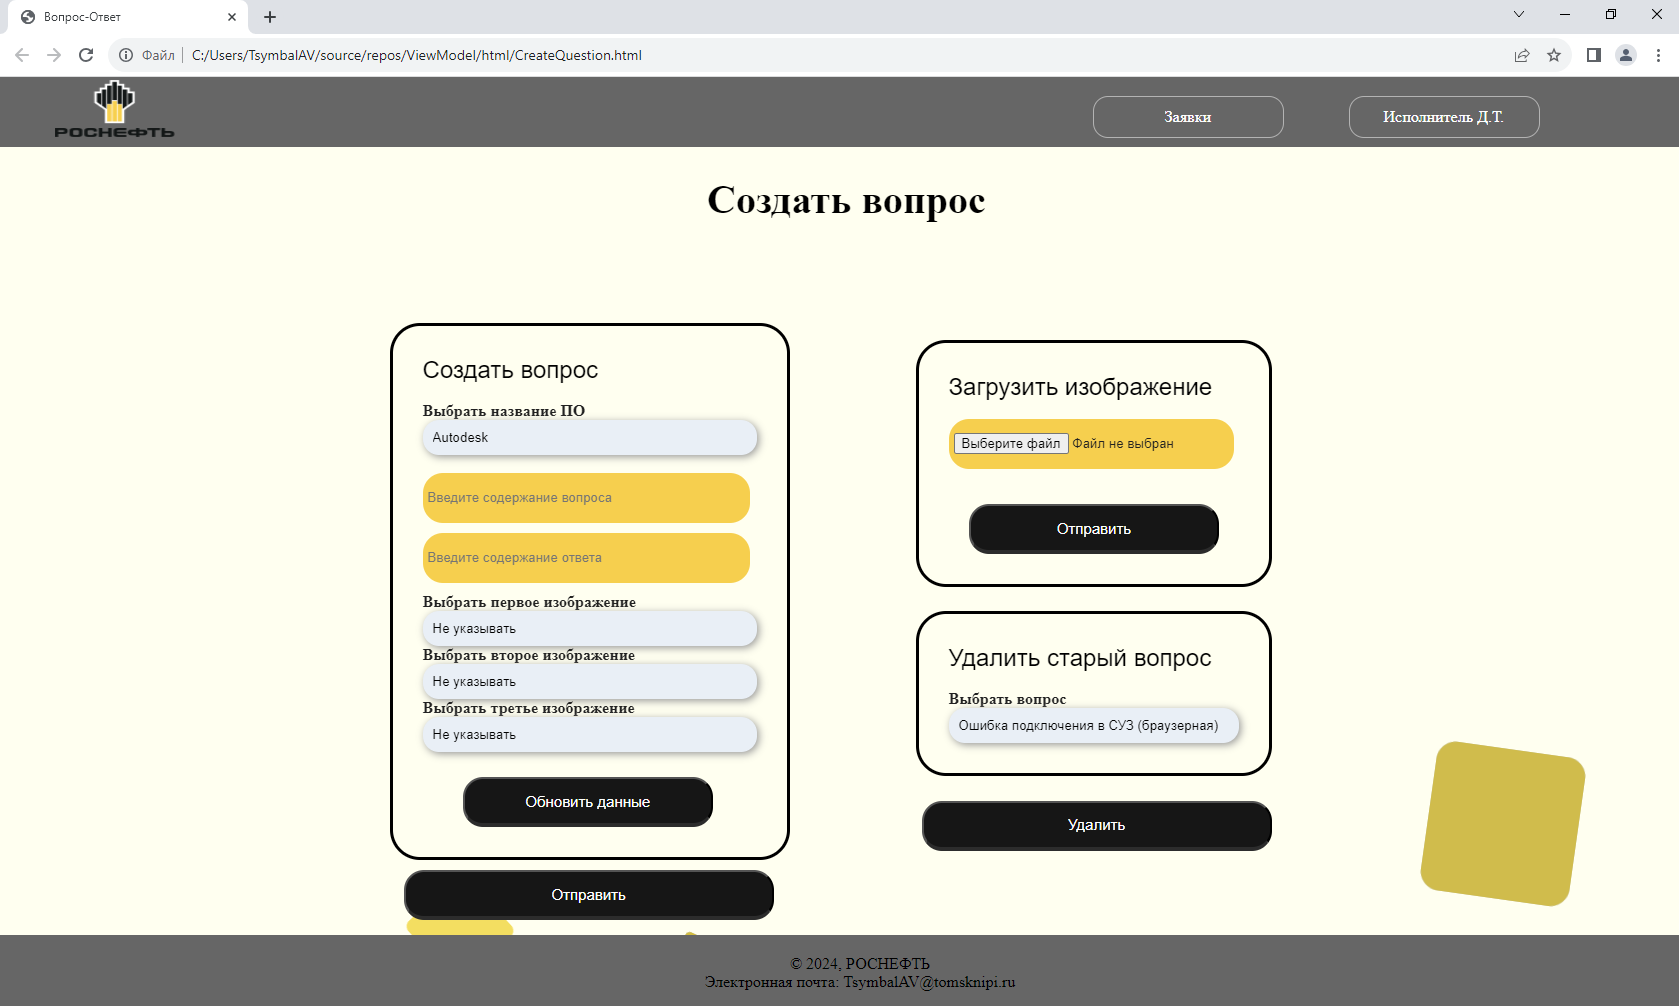 Вопрос-Ответ
Файл
C:/Users/TsymbalAV/source/repos/ViewModel/html/CreateQuestion.html
РОСНЕФТЬ
Заявки
Исполнитель Д.Т.
Создать вопрос
Создать вопрос
Выбрать название ПО
Autodesk
Введите содержание вопроса
Введите содержание ответа
Выбрать первое изображение
Не указывать
Выбрать второе изображение
Не указывать
Выбрать третье изображение
Не указывать
Обновить данные
Отправить
Загрузить изображение
Выберите файл Файл не выбран
Отправить
Удалить старый вопрос
Выбрать вопрос
Ошибка подключения в СУЗ (браузерная)
Удалить
© 2024, РОСНЕФТЬ
Электронная почта: TsymbalAV@tomsknipi.ru